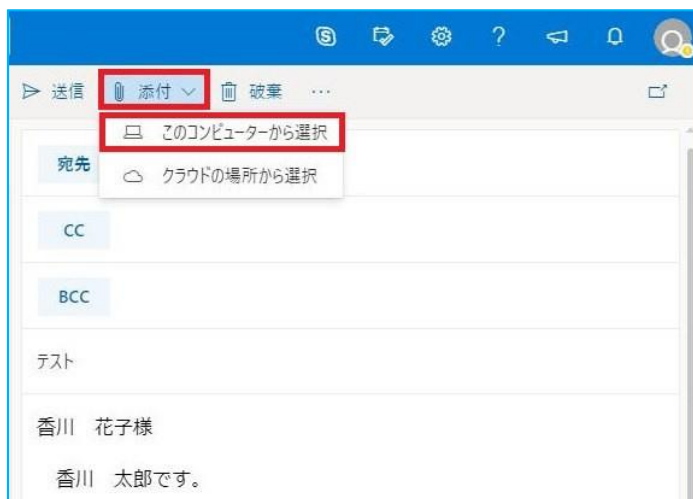 送信 添付 破棄 …
このコンピューターから選択
宛先
クラウドの場所から選択
CC
BCC
テスト
香川 花子様
香川 太郎です。